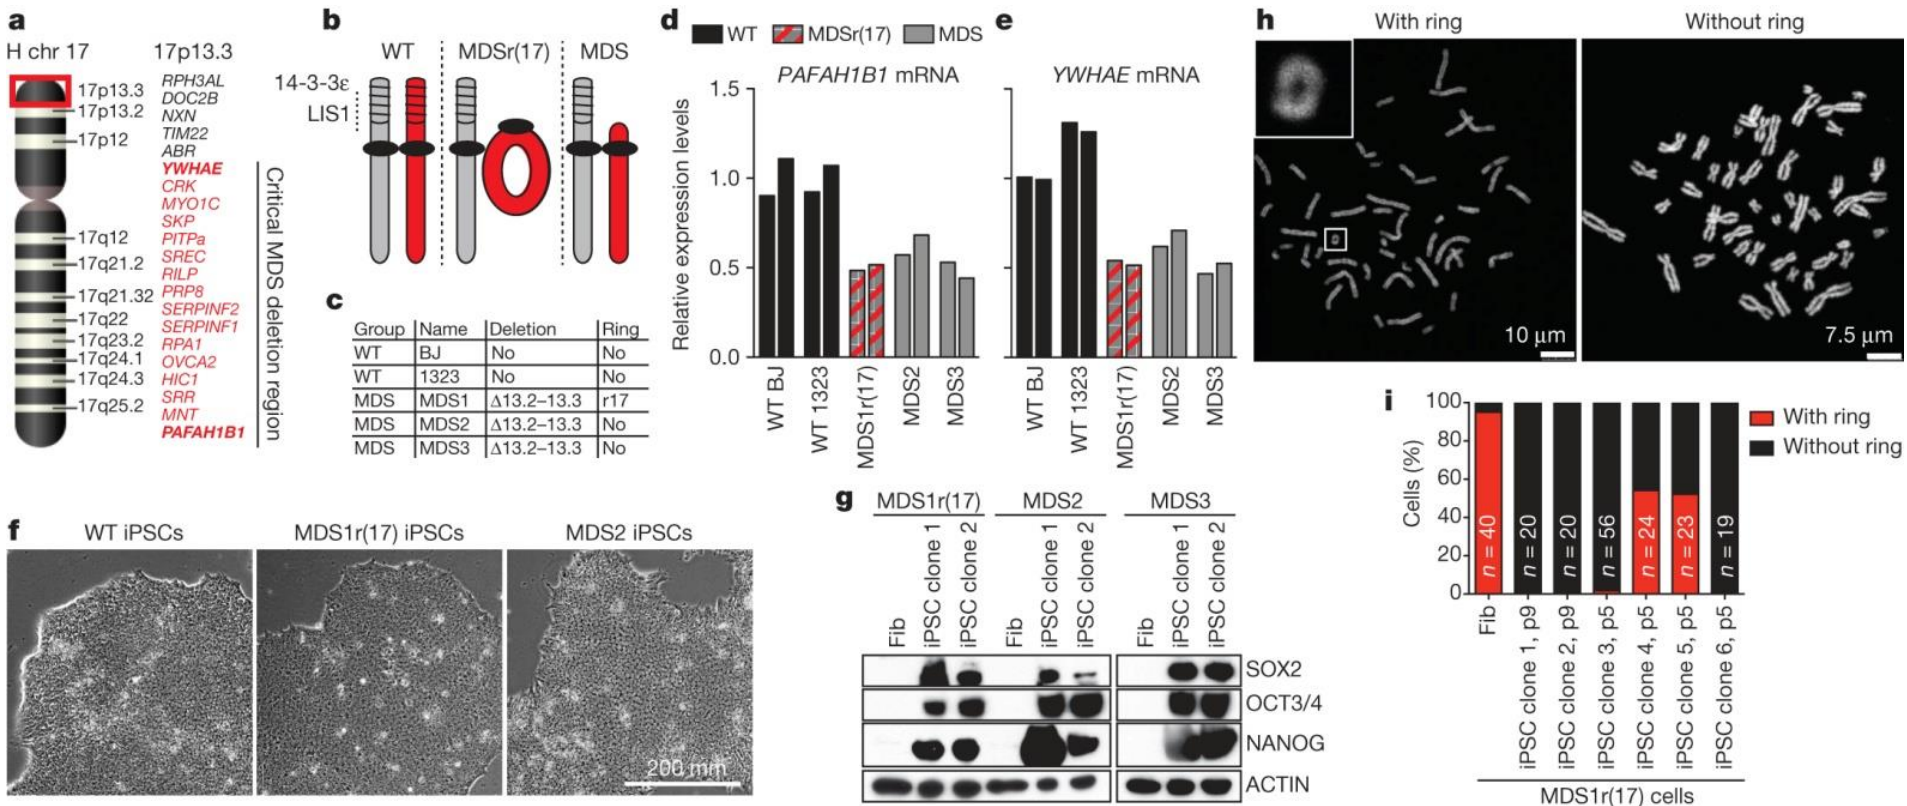 a
H chr 17
17p13.3
17p13.3
17p13.2
17p12
17q12
17q21.2
17q21.32
17q22
17q23.2
17q24.1
17q24.3
17q25.2
RPH3AL
DOC2B
NXN
TIM22
ABR
YWHAE
CRK
MYO1C
SKP
PITPa
SREC
RILP
PRP8
SERPINF2
SERPINF1
RPA1
OVCA2
HIC1
SRR
MNT
PAFAH1B1
Critical MDS deletion region
b
WT MDSr(17) MDS
14-3-3ε
LIS1
c
Group Name Deletion Ring
WT BJ No No
WT 1323 No No
MDS MDS1 Δ13.2–13.3 r17
MDS MDS2 Δ13.2–13.3 No
MDS MDS3 Δ13.2–13.3 No
d
WT MDSr(17) MDS
PAFAH1B1 mRNA
Relative expression levels
1.5
1.0
0.5
0.0
WT BJ
WT 1323
MDS1r(17)
MDS2
MDS3
e
YWHAE mRNA
WT BJ
WT 1323
MDS1r(17)
MDS2
MDS3
f
WT iPSCs
MDS1r(17) iPSCs
MDS2 iPSCs
200 mm
g
MDS1r(17) MDS2 MDS3
Fib
iPSC clone 1
iPSC clone 2
Fib
iPSC clone 1
iPSC clone 2
Fib
iPSC clone 1
iPSC clone 2
SOX2
OCT3/4
NANOG
ACTIN
h
With ring
Without ring
10 μm
7.5 μm
i
Cells (%)
100
80
60
40
20
0
With ring
Without ring
n = 40
n = 20
n = 20
n = 56
n = 24
n = 23
n = 19
Fib
iPSC clone 1, p9
iPSC clone 2, p9
iPSC clone 3, p5
iPSC clone 4, p5
iPSC clone 5, p5
iPSC clone 6, p5
MDS1r(17) cells